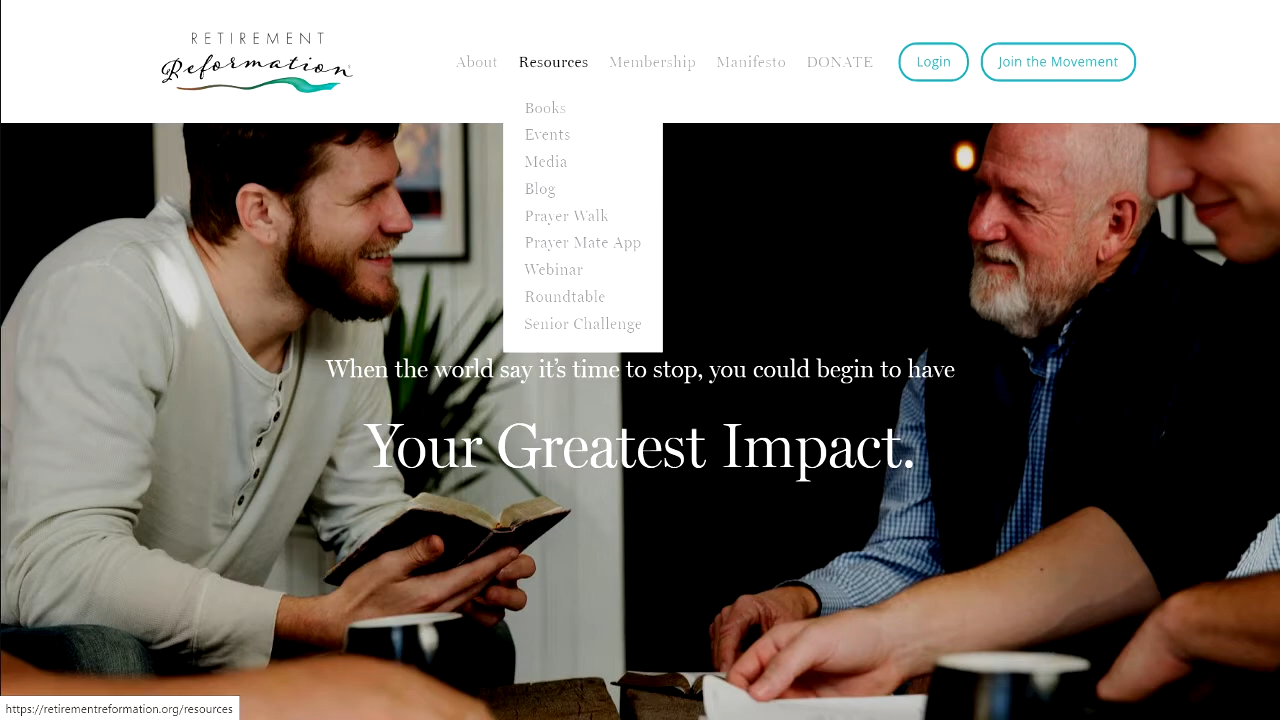 RETIREMENT
Reformation
About Resources Membership Manifesto DONATE Login Join the Movement
Books
Events
Media
Blog
Prayer Walk
Prayer Mate App
Webinar
Roundtable
Senior Challenge
When the world say it’s time to stop, you could begin to have
Your Greatest Impact.
https://retirementreformation.org/resources